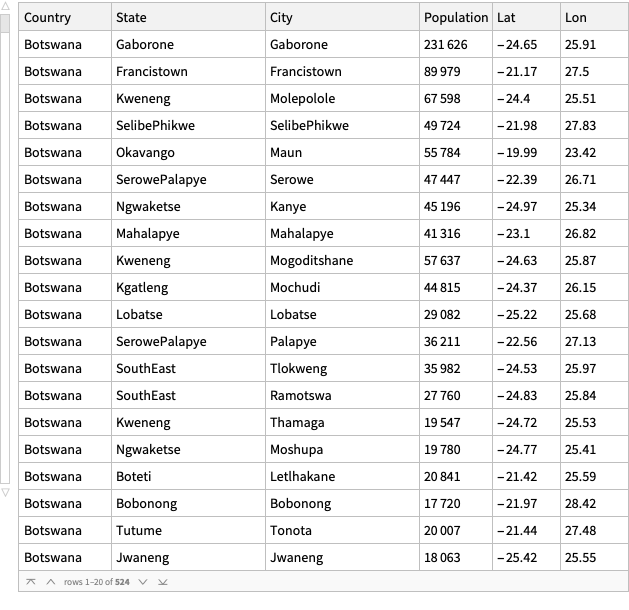 Country State City Population Lat Lon
Botswana Gaborone Gaborone 231 626 −24.65 25.91
Botswana Francistown Francistown 89 979 −21.17 27.5
Botswana Kweneng Molepolole 67 598 −24.4 25.51
Botswana SelibePhikwe SelibePhikwe 49 724 −21.98 27.83
Botswana Okavango Maun 55 784 −19.99 23.42
Botswana SerowePalapye Serowe 47 447 −22.39 26.71
Botswana Ngwaketse Kanye 45 196 −24.97 25.34
Botswana Mahalapye Mahalapye 41 316 −23.1 26.82
Botswana Kweneng Mogoditshane 57 637 −24.63 25.87
Botswana Kgatleng Mochudi 44 815 −24.37 26.15
Botswana Lobatse Lobatse 29 082 −25.22 25.68
Botswana SerowePalapye Palapye 36 211 −22.56 27.13
Botswana SouthEast Tlokweng 35 982 −24.53 25.97
Botswana SouthEast Ramotswa 27 760 −24.83 25.84
Botswana Kweneng Thamaga 19 547 −24.72 25.53
Botswana Ngwaketse Moshupa 19 780 −24.77 25.41
Botswana Boteti Letlhakane 20 841 −21.42 25.59
Botswana Bobonong Bobonong 17 720 −21.97 28.42
Botswana Tutume Tonota 20 007 −21.44 27.48
Botswana Jwaneng Jwaneng 18 063 −25.42 25.55
rows 1–20 of 524